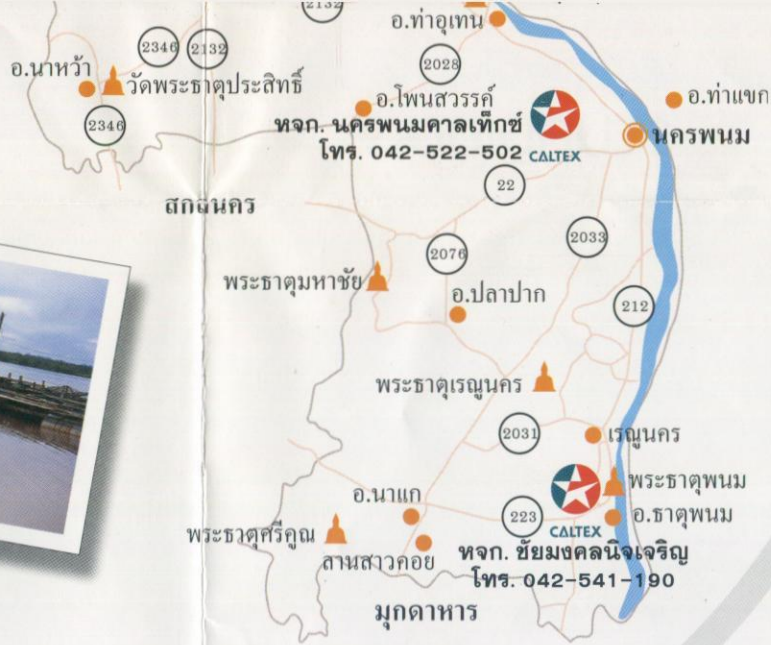 2132
อ.ท่าอุเทน
2346
2132
2028
อ.นาหว้า
วัดพระธาตุประสิทธิ์
อ.โพนสวรรค์
อ.ท่าแขก
2346
หจก. นครพนมคาลเท็กซ์
โทร. 042-522-502
CALTEX
นครพนม
22
สกลนคร
2033
2076
พระธาตุมหาชัย
อ.ปลาปาก
212
พระธาตุเรณูนคร
2031
เรณูนคร
พระธาตุพนม
อ.นาแก
223
CALTEX
อ.ธาตุพนม
พระธาตุศรีคูณ
ลานสาวคอย
หจก. ชัยมงคลนิจเจริญ
โทร. 042-541-190
มุกดาหาร